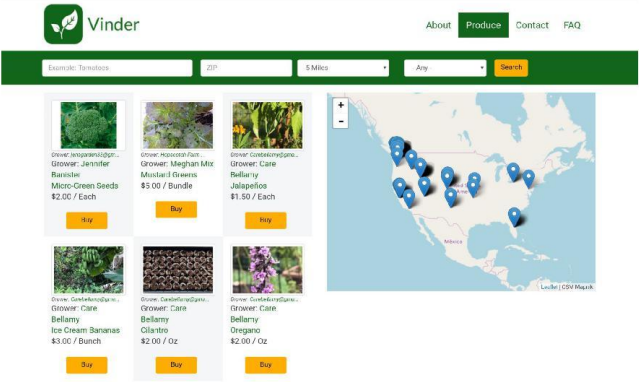 Vinder
About Produce Contact FAQ
Example: Tomatoes ZIP 5 Miles Any Search
Grower: Jennifer
Banister
Micro-Green Seeds
$2.00 / Each
Buy
Grower: Meghan Mix
Mustard Greens
$5.00 / Bundle
Buy
Grower: Care
Bellamy
Jalapeños
$1.50 / Each
Buy
+
-
México
Leaflet | OSM Mapnik
Grower: Care
Bellamy
Ice Cream Bananas
$3.00 / Bunch
Buy
Grower: Care
Bellamy
Cilantro
$2.00 / Oz
Buy
Grower: Care
Bellamy
Oregano
$2.00 / Oz
Buy